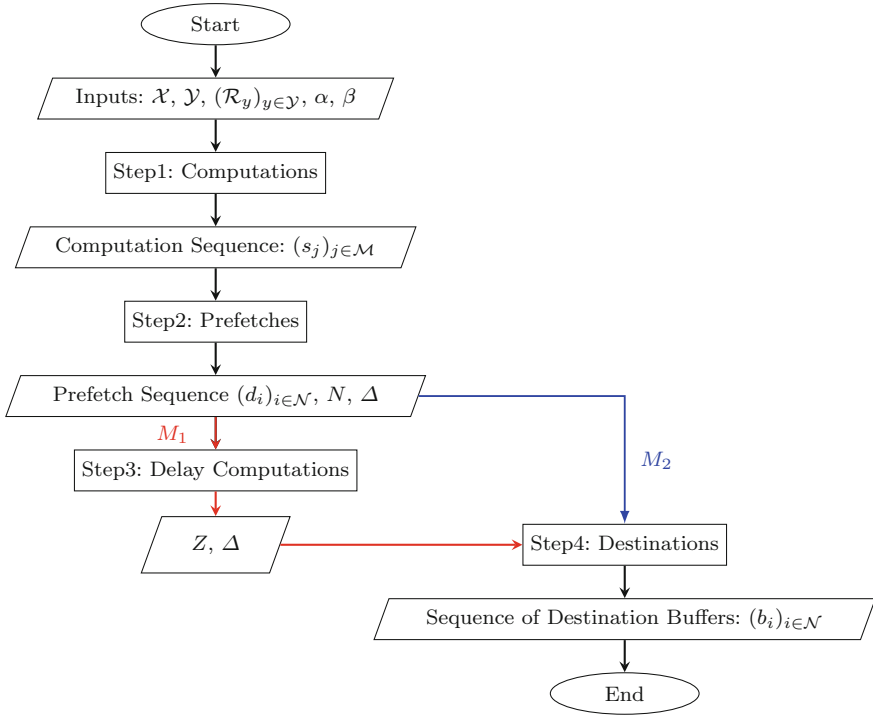 Start
Inputs: 𝒳, 𝒴, (ℛ_y)_{y∈𝒴}, α, β
Step1: Computations
Computation Sequence: (s_j)_{j∈ℳ}
Step2: Prefetches
Prefetch Sequence (d_i)_{i∈𝒩}, N, Δ
M_1
M_2
Step3: Delay Computations
Z, Δ
Step4: Destinations
Sequence of Destination Buffers: (b_i)_{i∈𝒩}
End